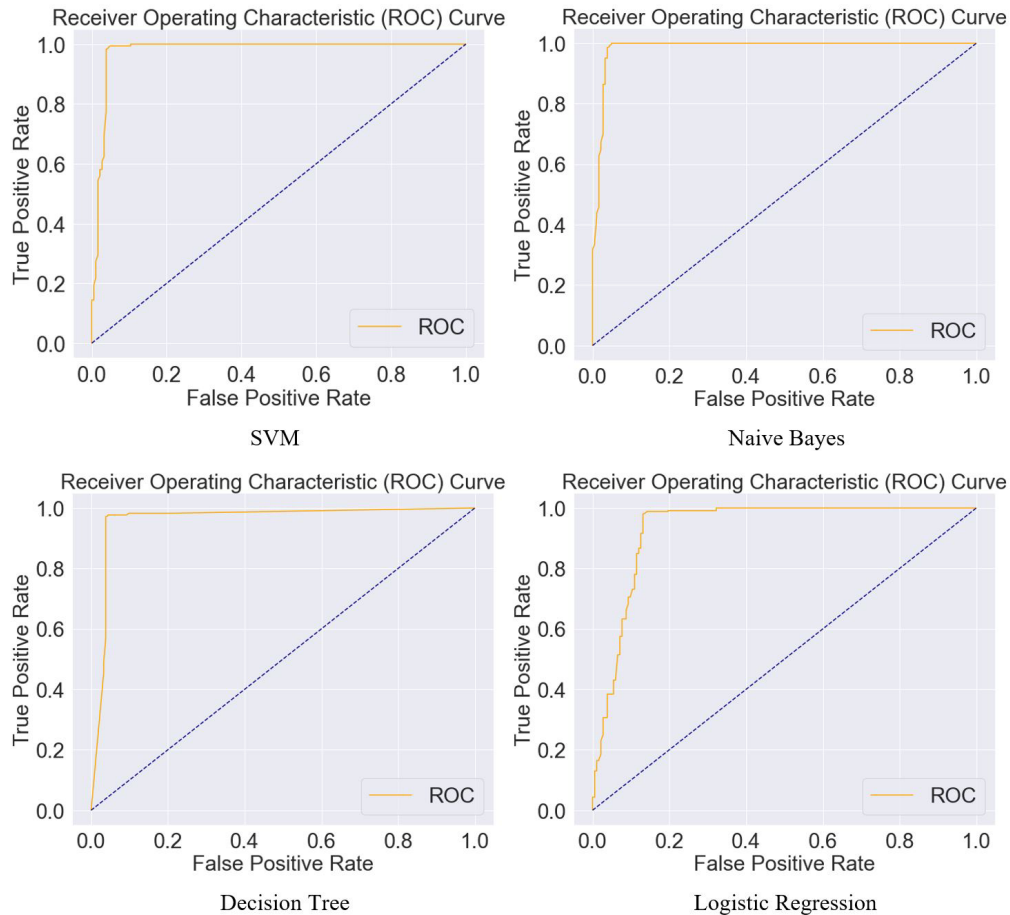 Receiver Operating Characteristic (ROC) Curve
1.0
0.8
0.6
0.4
0.2
0.0
True Positive Rate
ROC
0.0 0.2 0.4 0.6 0.8 1.0
False Positive Rate
SVM
Receiver Operating Characteristic (ROC) Curve
1.0
0.8
0.6
0.4
0.2
0.0
True Positive Rate
ROC
0.0 0.2 0.4 0.6 0.8 1.0
False Positive Rate
Naive Bayes
Receiver Operating Characteristic (ROC) Curve
1.0
0.8
0.6
0.4
0.2
0.0
True Positive Rate
ROC
0.0 0.2 0.4 0.6 0.8 1.0
False Positive Rate
Decision Tree
Receiver Operating Characteristic (ROC) Curve
1.0
0.8
0.6
0.4
0.2
0.0
True Positive Rate
ROC
0.0 0.2 0.4 0.6 0.8 1.0
False Positive Rate
Logistic Regression